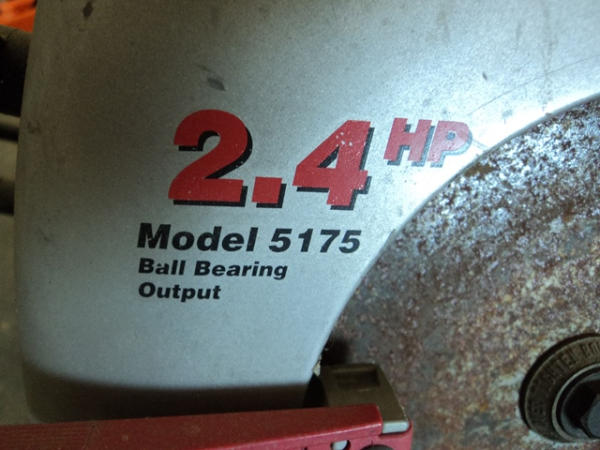 2.4 HP
Model 5175
Ball Bearing
Output